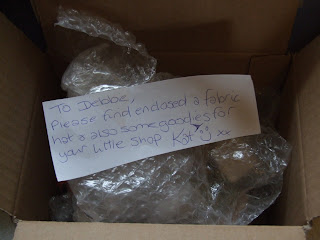 To Debbie,
Please find enclosed a fabric
hat & also some goodies for
your little shop Kat xx